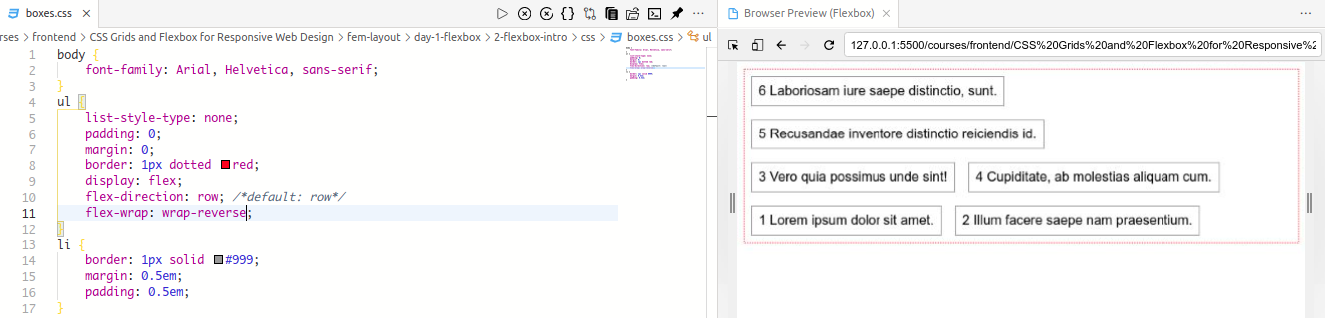 boxes.css
Browser Preview (Flexbox)
rses > frontend > CSS Grids and Flexbox for Responsive Web Design > fem-layout > day-1-flexbox > 2-flexbox-intro > css > boxes.css > ul
127.0.0.1:5500/courses/frontend/CSS%20Grids%20and%20Flexbox%20for%20Responsive%2
1 body {
2 font-family: Arial, Helvetica, sans-serif;
3 }
4 ul {
5 list-style-type: none;
6 padding: 0;
7 margin: 0;
8 border: 1px dotted red;
9 display: flex;
10 flex-direction: row; /*default: row*/
11 flex-wrap: wrap-reverse;
12 }
13 li {
14 border: 1px solid #999;
15 margin: 0.5em;
16 padding: 0.5em;
17 }
6 Laboriosam iure saepe distinctio, sunt.
5 Recusandae inventore distinctio reiciendis id.
3 Vero quia possimus unde sint! 4 Cupiditate, ab molestias aliquam cum.
1 Lorem ipsum dolor sit amet. 2 Illum facere saepe nam praesentium.